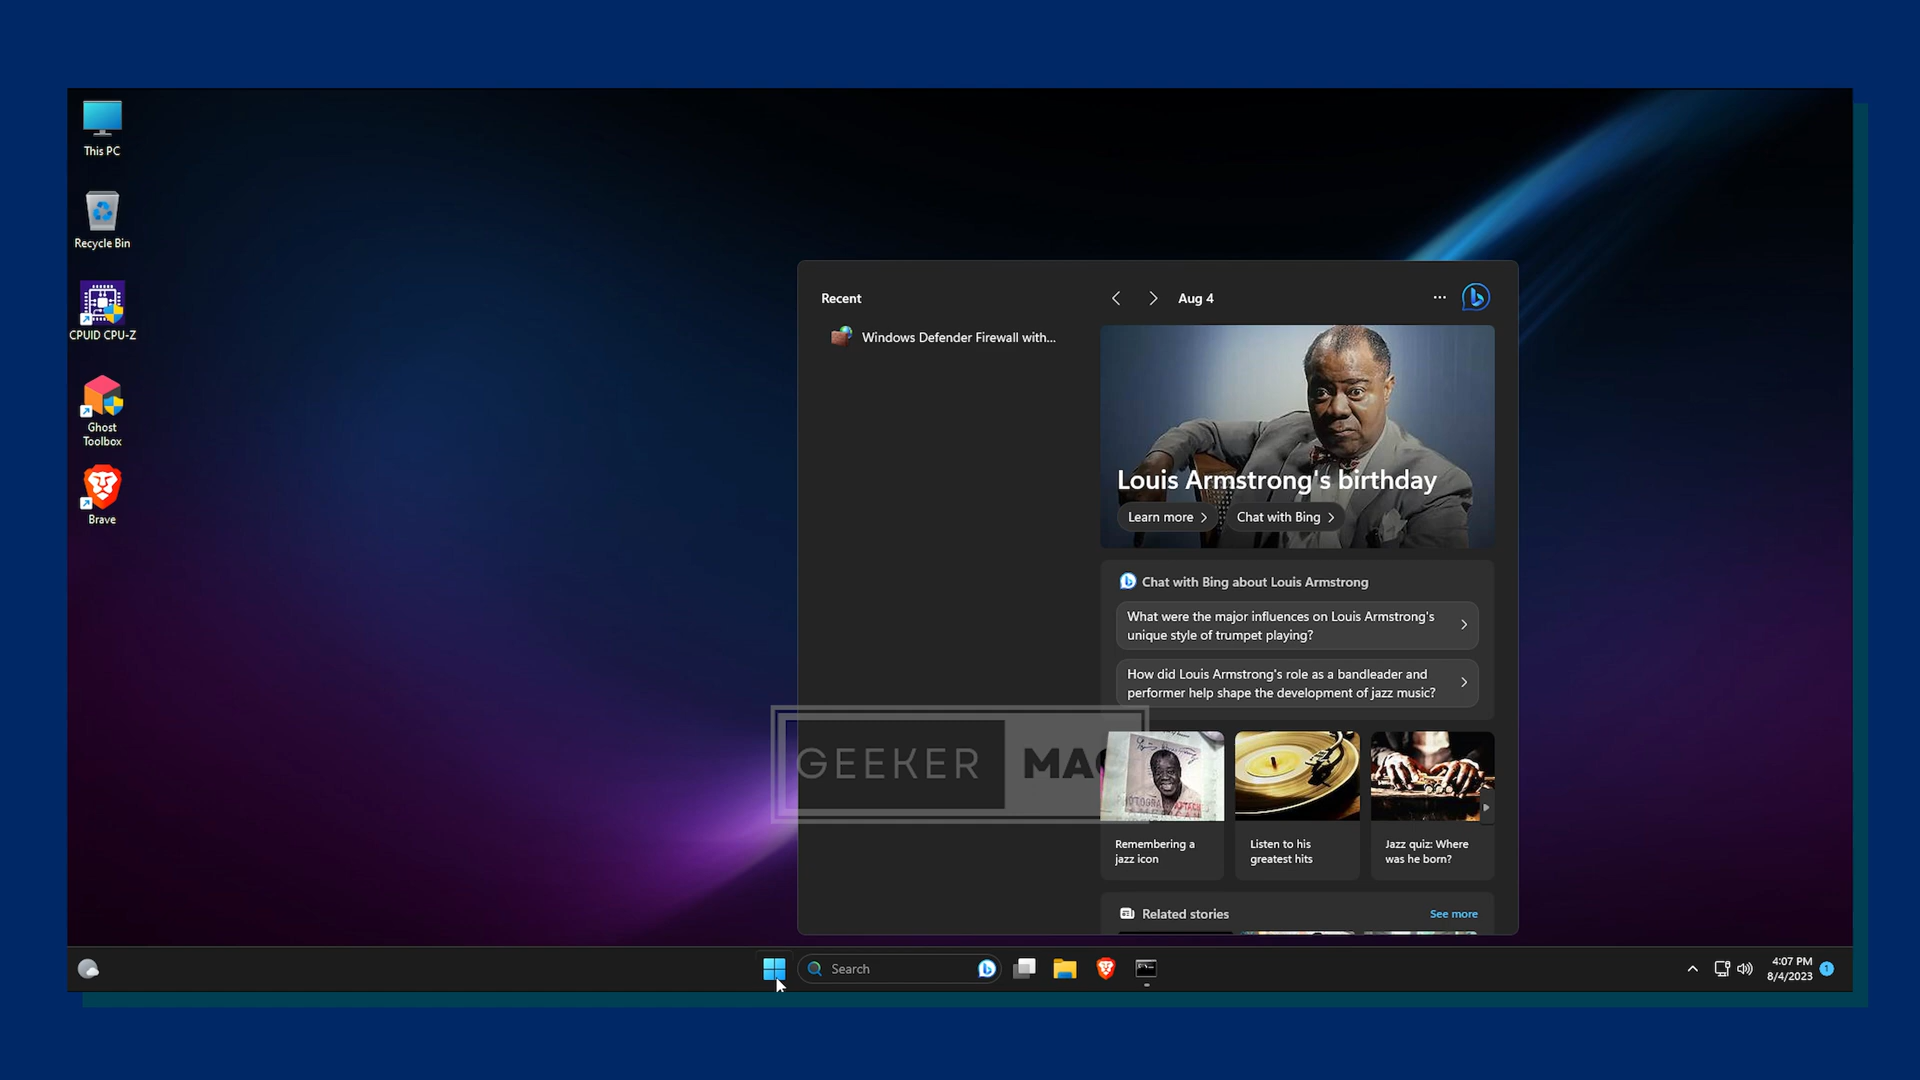 This PC
Recycle Bin
CPUID CPU-Z
Ghost
Toolbox
Brave
Recent
Windows Defender Firewall with...
Aug 4
Louis Armstrong's birthday
Learn more
Chat with Bing
Chat with Bing about Louis Armstrong
What were the major influences on Louis Armstrong's
unique style of trumpet playing?
How did Louis Armstrong's role as a bandleader and
performer help shape the development of jazz music?
GEEKER MAG
Remembering a
jazz icon
Listen to his
greatest hits
Jazz quiz: Where
was he born?
Related stories
See more
Search
4:07 PM
8/4/2023
1